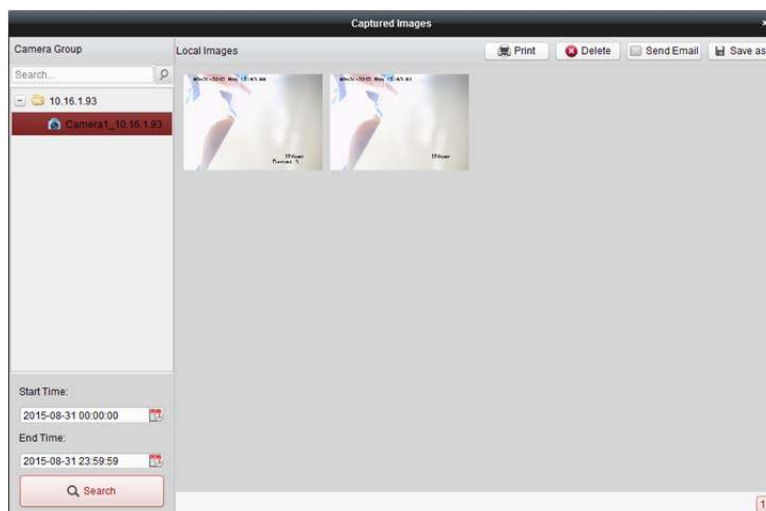 Captured Images
×
Camera Group
Local Images
Print
Delete
Send Email
Save as
Search...
10.16.1.93
Camera1_10.16.1.93
Start Time:
2015-08-31 00:00:00
End Time:
2015-08-31 23:59:59
Search
1